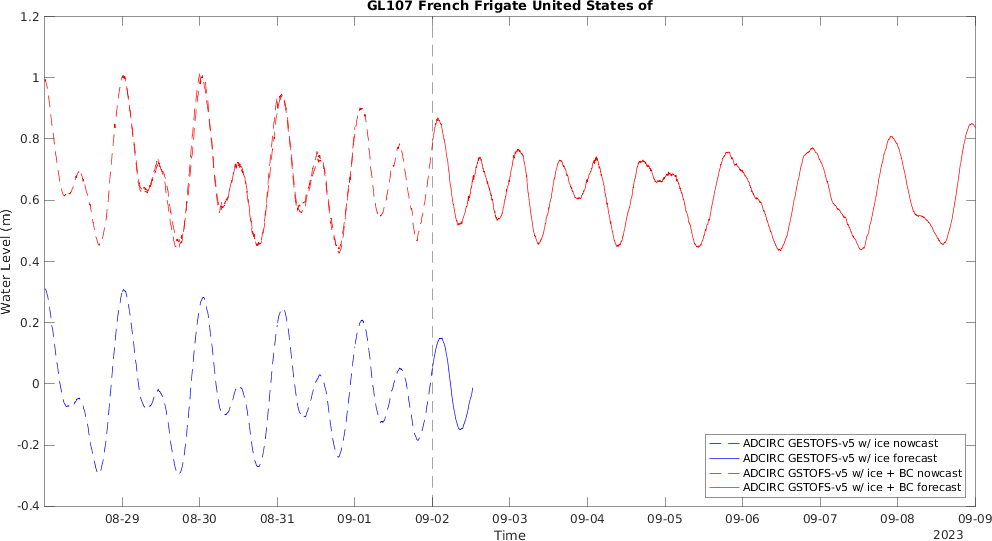 GL107 French Frigate United States of
Water Level (m)
1.2
1
0.8
0.6
0.4
0.2
0
-0.2
-0.4
ADCIRC GESTOFS-v5 w/ ice nowcast
ADCIRC GESTOFS-v5 w/ ice forecast
ADCIRC GSTOFS-v5 w/ ice + BC nowcast
ADCIRC GSTOFS-v5 w/ ice + BC forecast
08-29 08-30 08-31 09-01 09-02 09-03 09-04 09-05 09-06 09-07 09-08 09-09
Time
2023